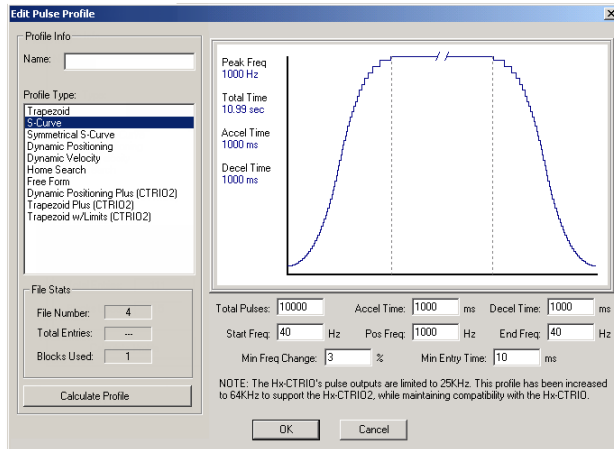 Edit Pulse Profile
Profile Info
Name:
Profile Type:
Trapezoid
S-Curve
Symmetrical S-Curve
Dynamic Positioning
Dynamic Velocity
Home Search
Free Form
Dynamic Positioning Plus (CTRIO2)
Trapezoid Plus (CTRIO2)
Trapezoid w/Limits (CTRIO2)
File Stats
File Number: 4
Total Entries: ---
Blocks Used: 1
Calculate Profile
Peak Freq
1000 Hz
Total Time
10.99 sec
Accel Time
1000 ms
Decel Time
1000 ms
Total Pulses: 10000 Accel Time: 1000 ms Decel Time: 1000 ms
Start Freq: 40 Hz Pos Freq: 1000 Hz End Freq: 40 Hz
Min Freq Change: 3 % Min Entry Time: 10 ms
NOTE: The Hx-CTRIO's pulse outputs are limited to 25KHz. This profile has been increased
to 64KHz to support the Hx-CTRIO2, while maintaining compatibility with the Hx-CTRIO.
OK Cancel